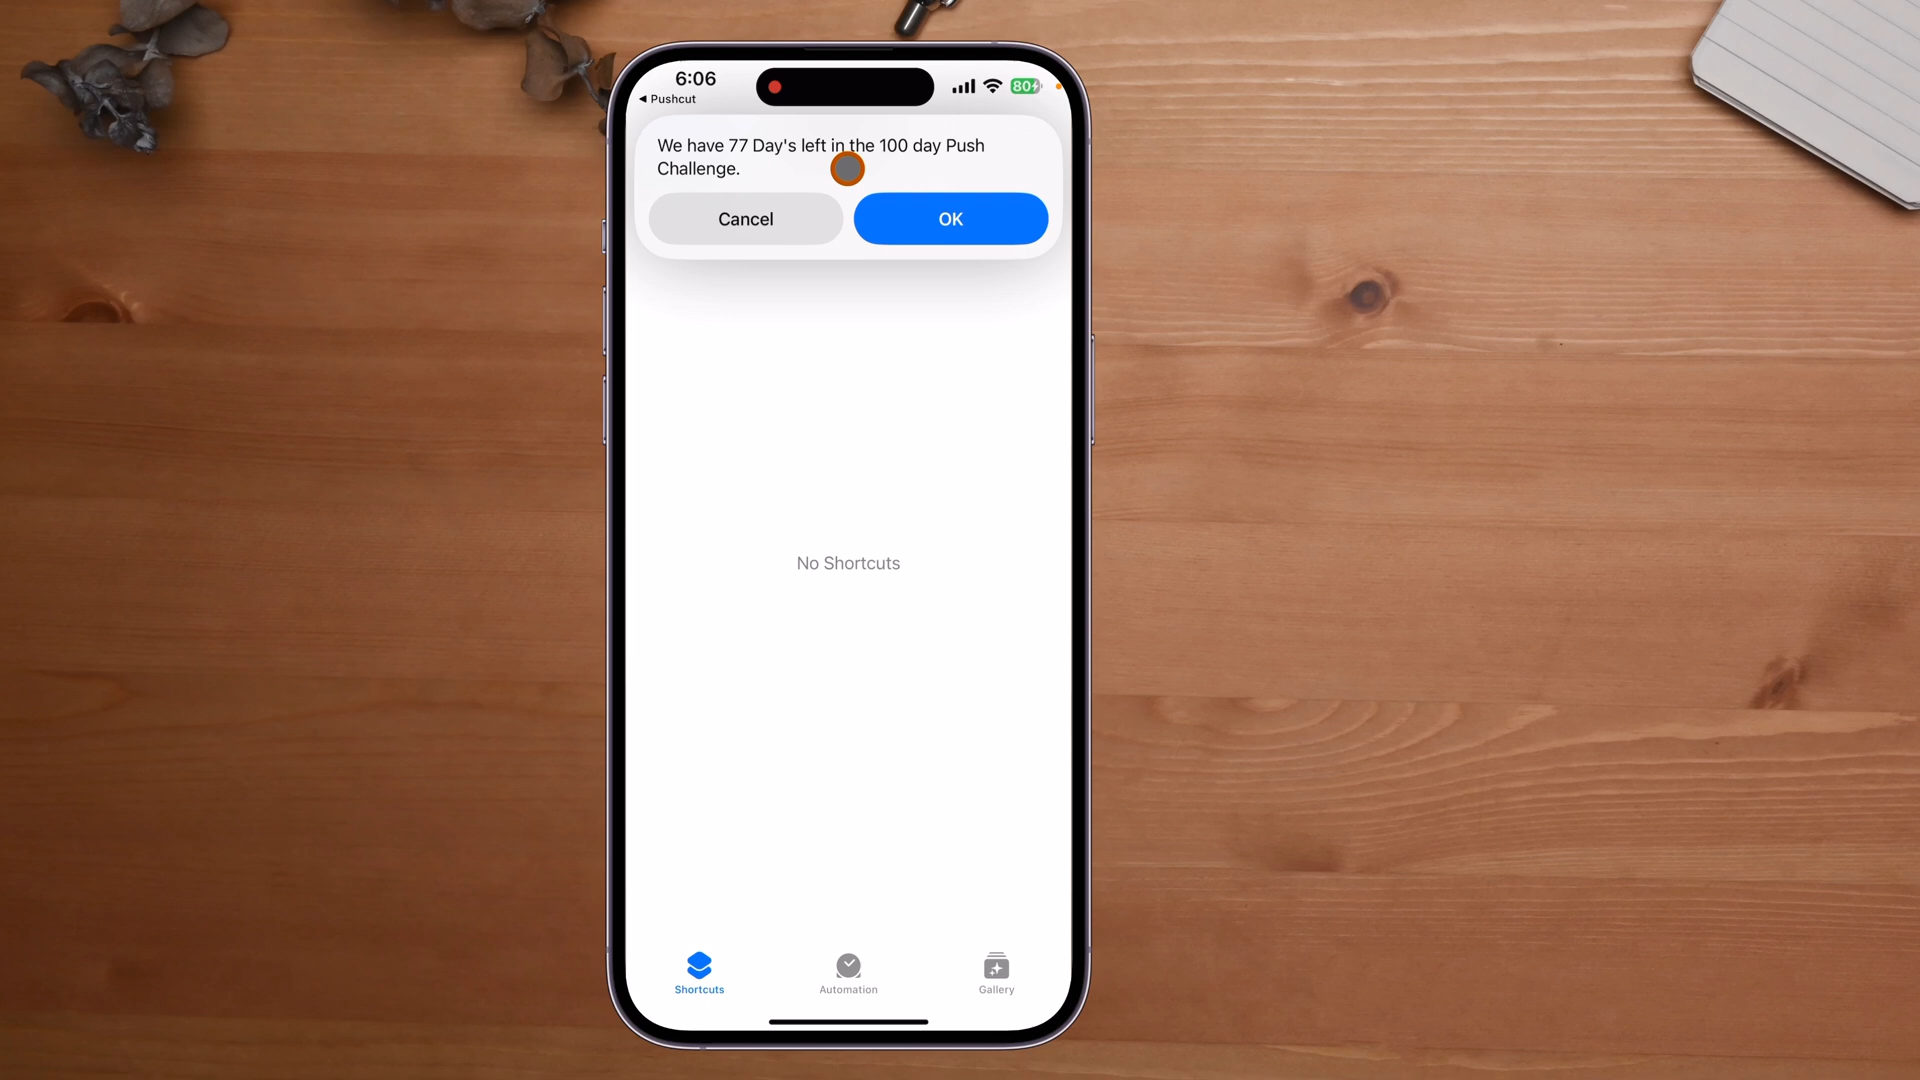 6:06
◀ Pushcut
80
We have 77 Day's left in the 100 day Push
Challenge.
Cancel
OK
No Shortcuts
Shortcuts
Automation
Gallery